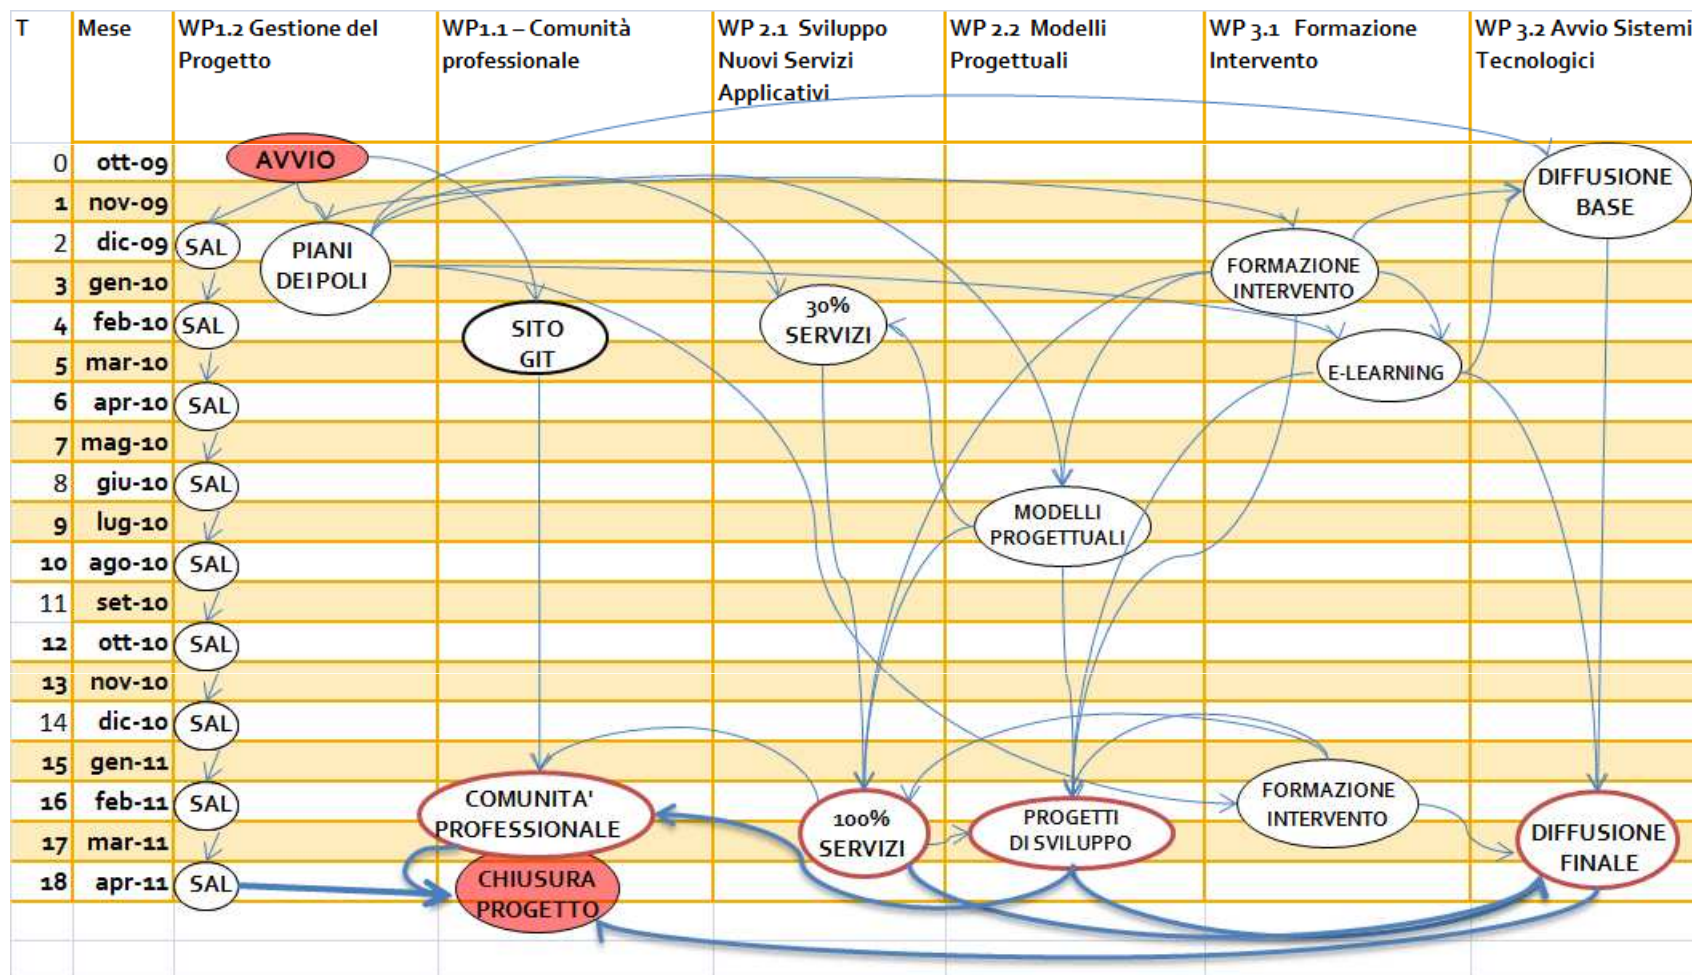 T
Mese
WP1.2 Gestione del
Progetto
WP1.1 – Comunità
professionale
WP 2.1 Sviluppo
Nuovi Servizi
Applicativi
WP 2.2 Modelli
Progettuali
WP 3.1 Formazione
Intervento
WP 3.2 Avvio Sistemi
Tecnologici
0 ott-09
AVVIO
DIFFUSIONE
BASE
1 nov-09
2 dic-09
SAL
PIANI
DEI POLI
3 gen-10
FORMAZIONE
INTERVENTO
4 feb-10
SAL
SITO
GIT
30%
SERVIZI
5 mar-10
E-LEARNING
6 apr-10
SAL
7 mag-10
8 giu-10
SAL
9 lug-10
MODELLI
PROGETTUALI
10 ago-10
SAL
11 set-10
12 ott-10
SAL
13 nov-10
14 dic-10
SAL
15 gen-11
16 feb-11
SAL
COMUNITA'
PROFESSIONALE
100%
SERVIZI
PROGETTI
DI SVILUPPO
FORMAZIONE
INTERVENTO
DIFFUSIONE
FINALE
17 mar-11
18 apr-11
SAL
CHIUSURA
PROGETTO